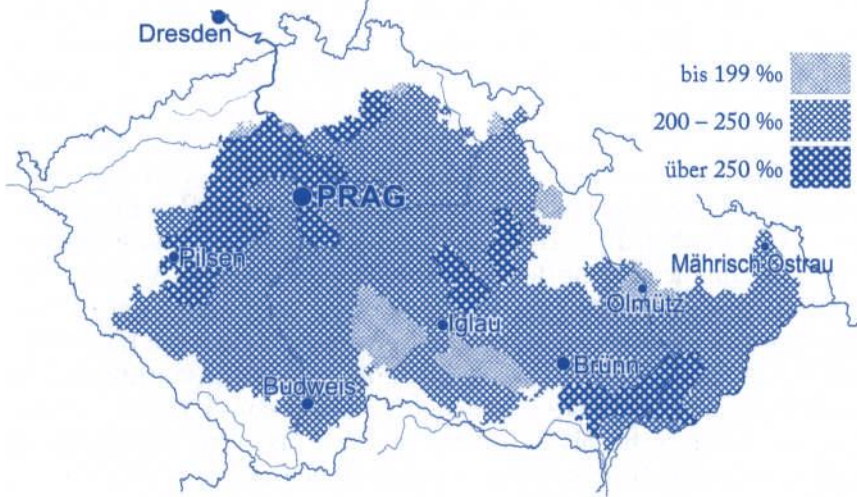 Dresden
bis 199 ‰
200 – 250 ‰
über 250 ‰
PRAG
Pilsen
Mährisch-Ostrau
Olmütz
Iglau
Brünn
Budweis